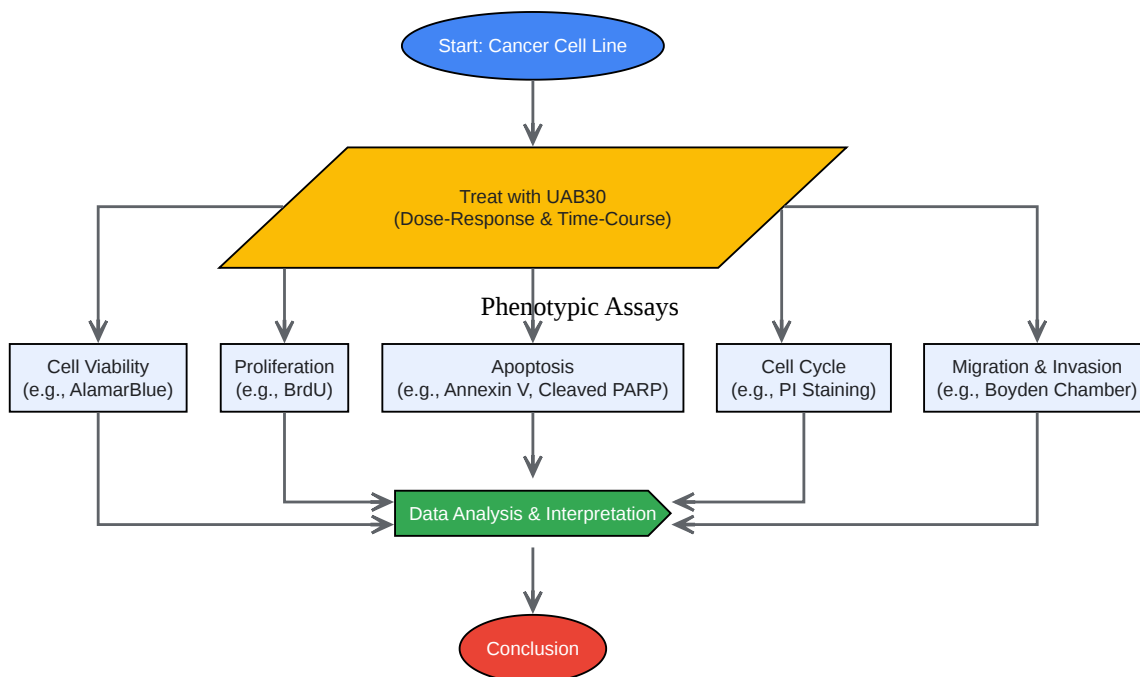 Start: Cancer Cell Line
Treat with UAB30
(Dose-Response & Time-Course)
Phenotypic Assays
Cell Viability
(e.g., AlamarBlue)
Proliferation
(e.g., BrdU)
Apoptosis
(e.g., Annexin V, Cleaved PARP)
Cell Cycle
(e.g., PI Staining)
Migration & Invasion
(e.g., Boyden Chamber)
Data Analysis & Interpretation
Conclusion